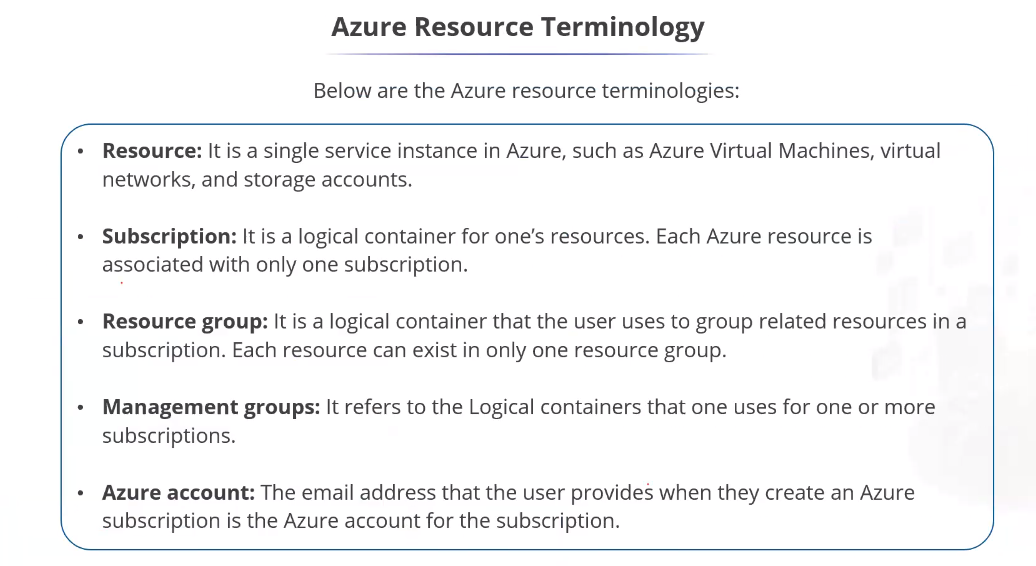 Azure Resource Terminology
Below are the Azure resource terminologies:
• Resource: It is a single service instance in Azure, such as Azure Virtual Machines, virtual
networks, and storage accounts.
• Subscription: It is a logical container for one’s resources. Each Azure resource is
associated with only one subscription.
• Resource group: It is a logical container that the user uses to group related resources in a
subscription. Each resource can exist in only one resource group.
• Management groups: It refers to the Logical containers that one uses for one or more
subscriptions.
• Azure account: The email address that the user provides when they create an Azure
subscription is the Azure account for the subscription.